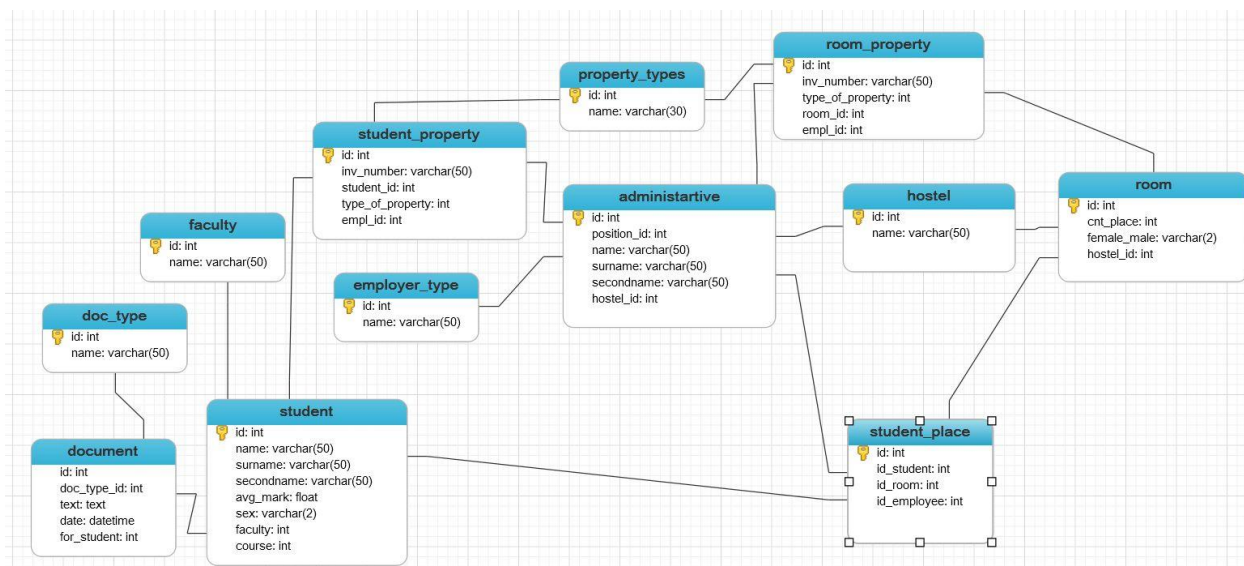 room_property
id: int
inv_number: varchar(50)
type_of_property: int
room_id: int
empl_id: int
property_types
id: int
name: varchar(30)
student_property
id: int
inv_number: varchar(50)
student_id: int
type_of_property: int
empl_id: int
administartive
id: int
position_id: int
name: varchar(50)
surname: varchar(50)
secondname: varchar(50)
hostel_id: int
hostel
id: int
name: varchar(50)
room
id: int
cnt_place: int
female_male: varchar(2)
hostel_id: int
faculty
id: int
name: varchar(50)
employer_type
id: int
name: varchar(50)
doc_type
id: int
name: varchar(50)
student
id: int
name: varchar(50)
surname: varchar(50)
secondname: varchar(50)
avg_mark: float
sex: varchar(2)
faculty: int
course: int
document
id: int
doc_type_id: int
text: text
date: datetime
for_student: int
student_place
id: int
id_student: int
id_room: int
id_employee: int